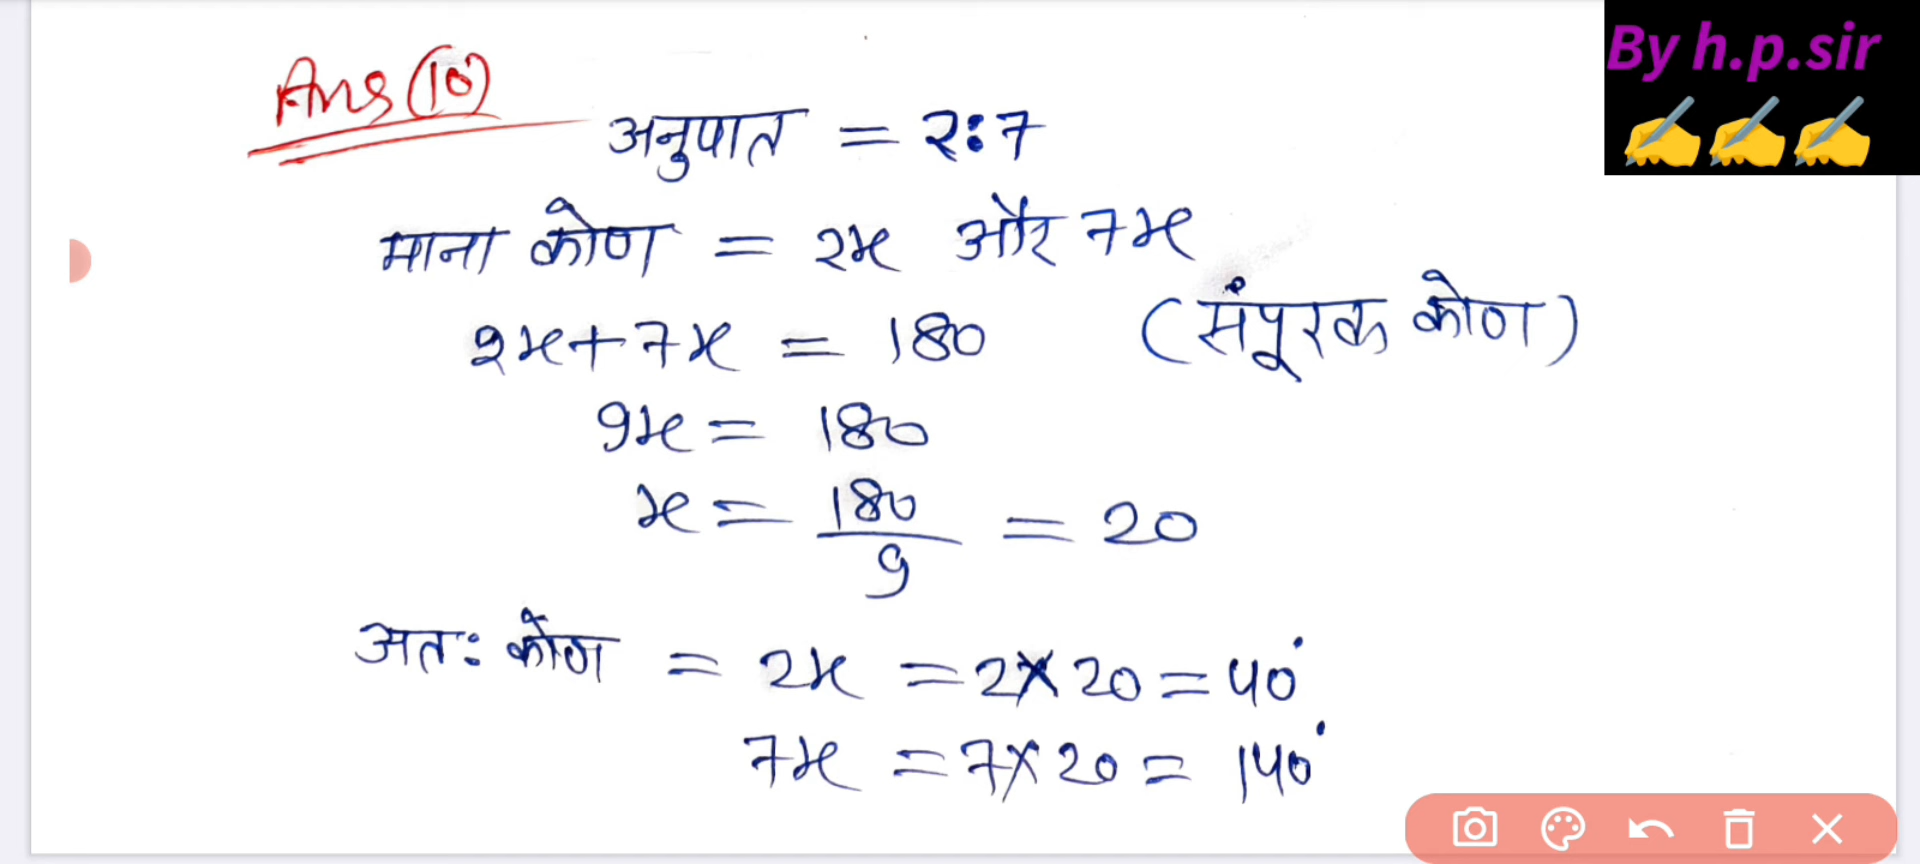 By h.p.sir
Ans (10)
अनुपात = 2:7
माना कोण = 2x और 7x
2x+7x = 180 (संपूरक कोण)
9x = 180
x = 180/9 = 20
अतः कोण = 2x = 2×20 = 40°
7x = 7×20 = 140°